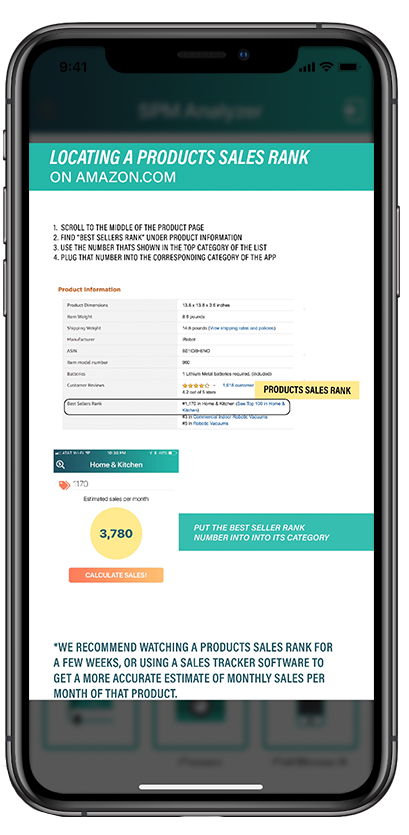 9:41
SPM Analyzer
LOCATING A PRODUCTS SALES RANK
ON AMAZON.COM
1. SCROLL TO THE MIDDLE OF THE PRODUCT PAGE
2. FIND "BEST SELLERS RANK" UNDER PRODUCT INFORMATION
3. USE THE NUMBER THATS SHOWN IN THE TOP CATEGORY OF THE LIST
4. PLUG THAT NUMBER INTO THE CORRESPONDING CATEGORY OF THE APP
Product Information
Product Dimensions 13.8 x 13.8 x 3.6 inches
Item Weight 8.6 pounds
Shipping Weight 14.8 pounds (View shipping rates and policies)
Manufacturer iRobot
ASIN
Item model number 960
Batteries 1 Lithium Metal batteries required. (included)
Customer Reviews 1,618 customer
4.2 out of 5 stars
PRODUCTS SALES RANK
Best Sellers Rank #1,170 in Home & Kitchen (See Top 100 in Home &
Kitchen)
#3 in Commercial Indoor Robotic Vacuums
#5 in Robotic Vacuums
AT&T Wi-Fi 10:30 PM
Home & Kitchen
1170
Estimated sales per month
3,780
CALCULATE SALES!
PUT THE BEST SELLER RANK
NUMBER INTO INTO ITS CATEGORY
*WE RECOMMEND WATCHING A PRODUCTS SALES RANK FOR
A FEW WEEKS, OR USING A SALES TRACKER SOFTWARE TO
GET A MORE ACCURATE ESTIMATE OF MONTHLY SALES PER
MONTH OF THAT PRODUCT.